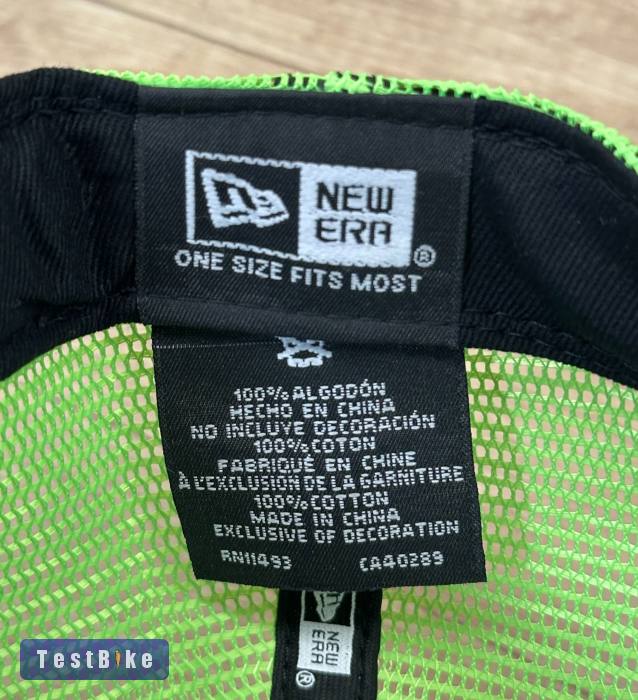 NEW
ERA
®
ONE SIZE FITS MOST
100% ALGODÓN
HECHO EN CHINA
NO INCLUYE DECORACIÓN
100% COTON
FABRIQUÉ EN CHINE
À L'EXCLUSION DE LA GARNITURE
100% COTTON
MADE IN CHINA
EXCLUSIVE OF DECORATION
RN11493 CA40289
NEW
ERA
®
TestBike